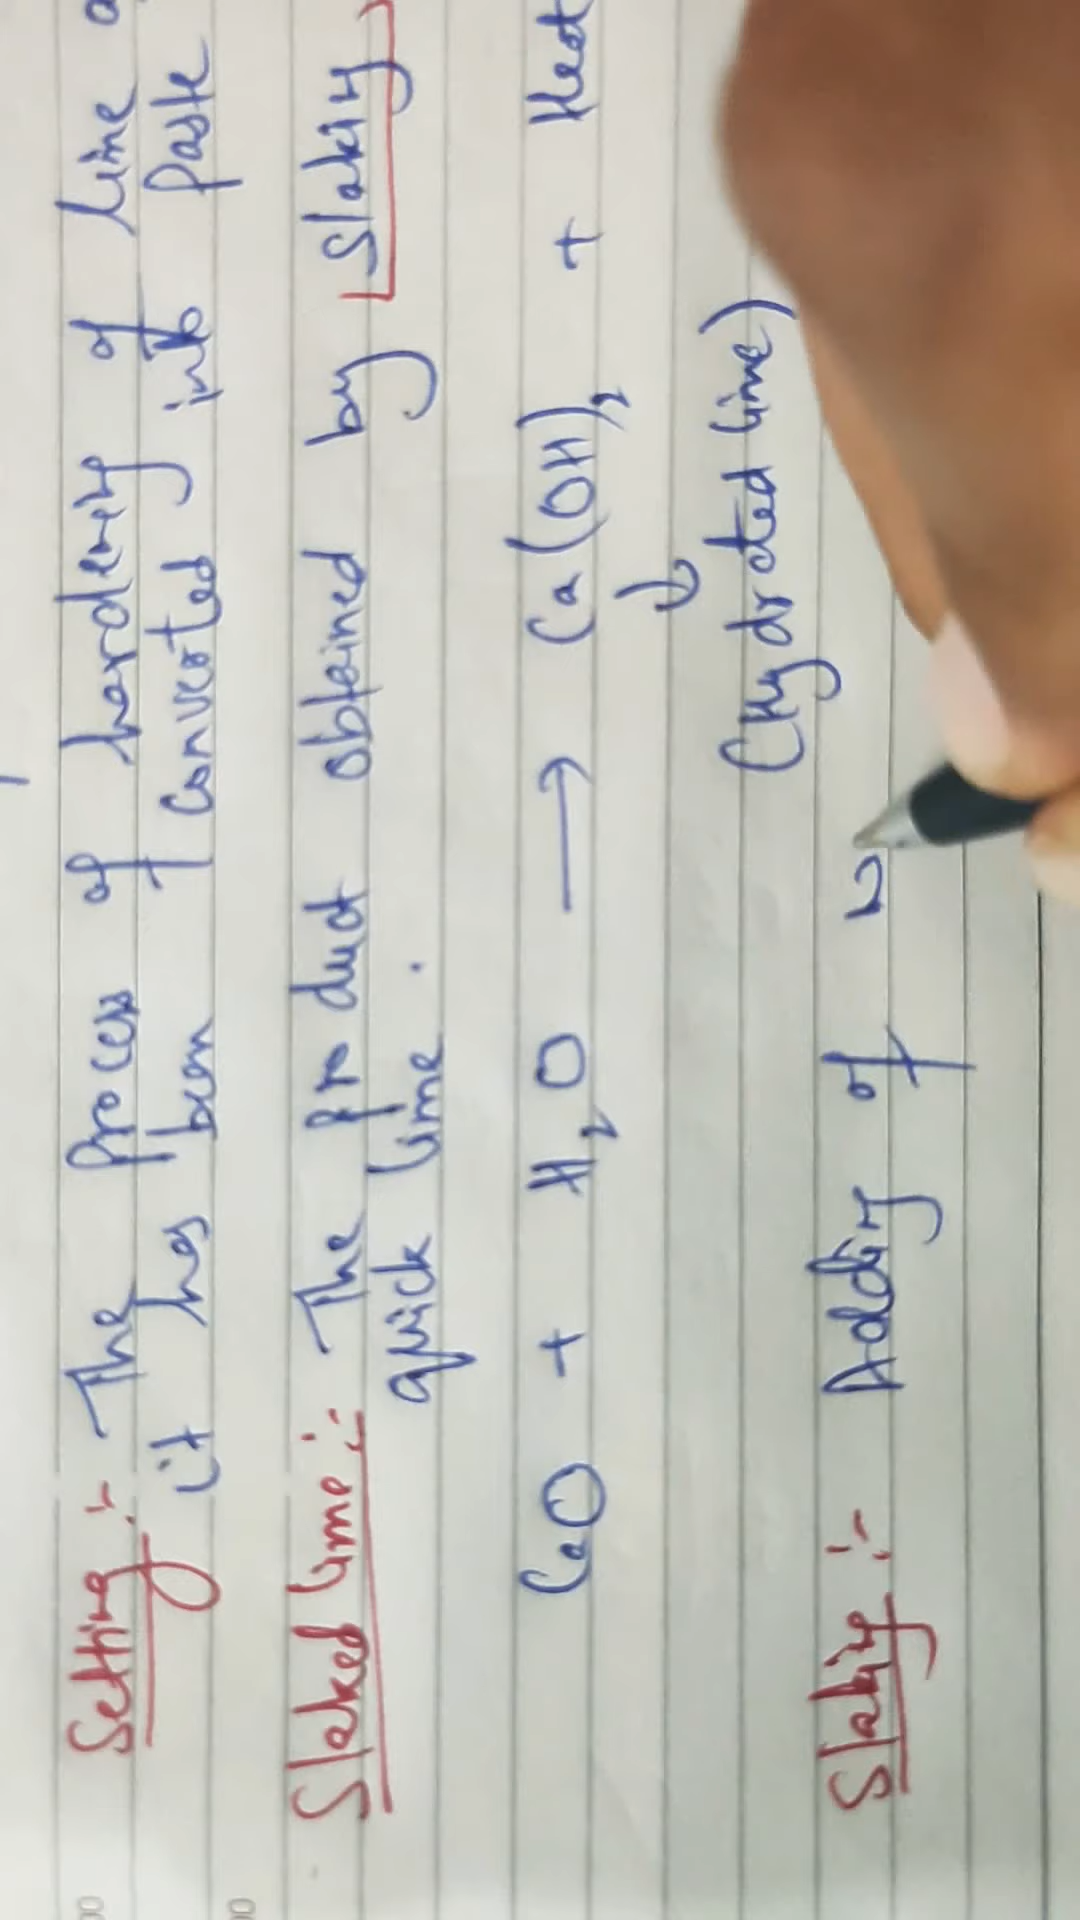 Setting :- The process of hardening of lime
it has been converted into paste
Slaked lime :- The product obtained by Slaking
quick lime.
CaO + H₂O → Ca(OH)₂ + Heat
↓
(Hydrated lime)
Slaking :- Adding of w